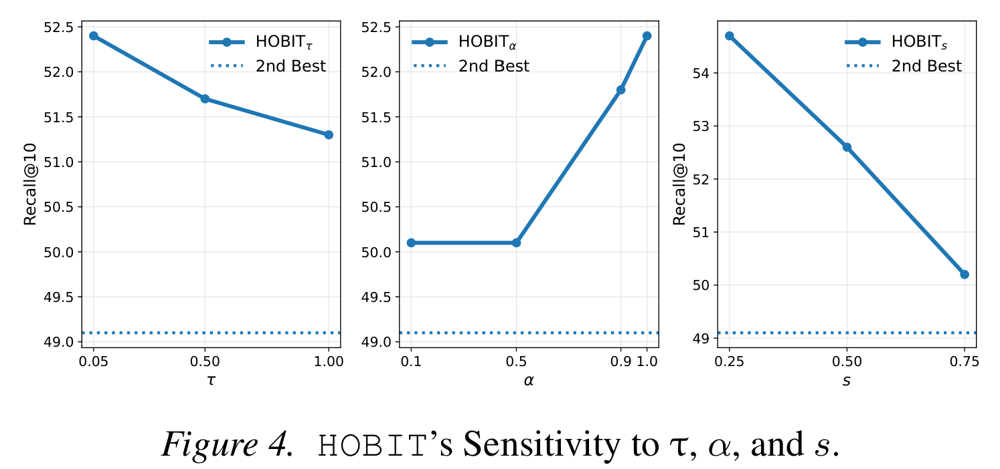 52.5
52.0
51.5
51.0
50.5
50.0
49.5
49.0
Recall@10
HOBITτ
2nd Best
0.05 0.50 1.00
τ
52.5
52.0
51.5
51.0
50.5
50.0
49.5
49.0
HOBITα
2nd Best
0.1 0.5 0.9 1.0
α
54
53
52
51
50
49
Recall@10
HOBITs
2nd Best
0.25 0.50 0.75
s
Figure 4. HOBIT’s Sensitivity to τ, α, and s.